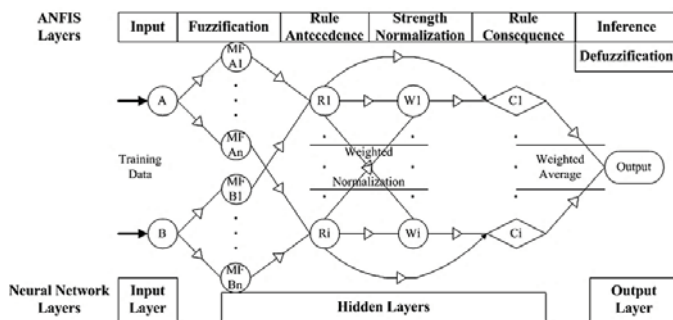 ANFIS
Layers
Input
Fuzzification
Rule
Antecedence
Strength
Normalization
Rule
Consequence
Inference
Defuzzification
MF
A1
A
R1
W1
C1
MF
An
Training
Data
Weighted
Normalization
Weighted
Average
Output
MF
B1
B
Ri
Wi
Ci
MF
Bn
Neural Network
Layers
Input
Layer
Hidden Layers
Output
Layer